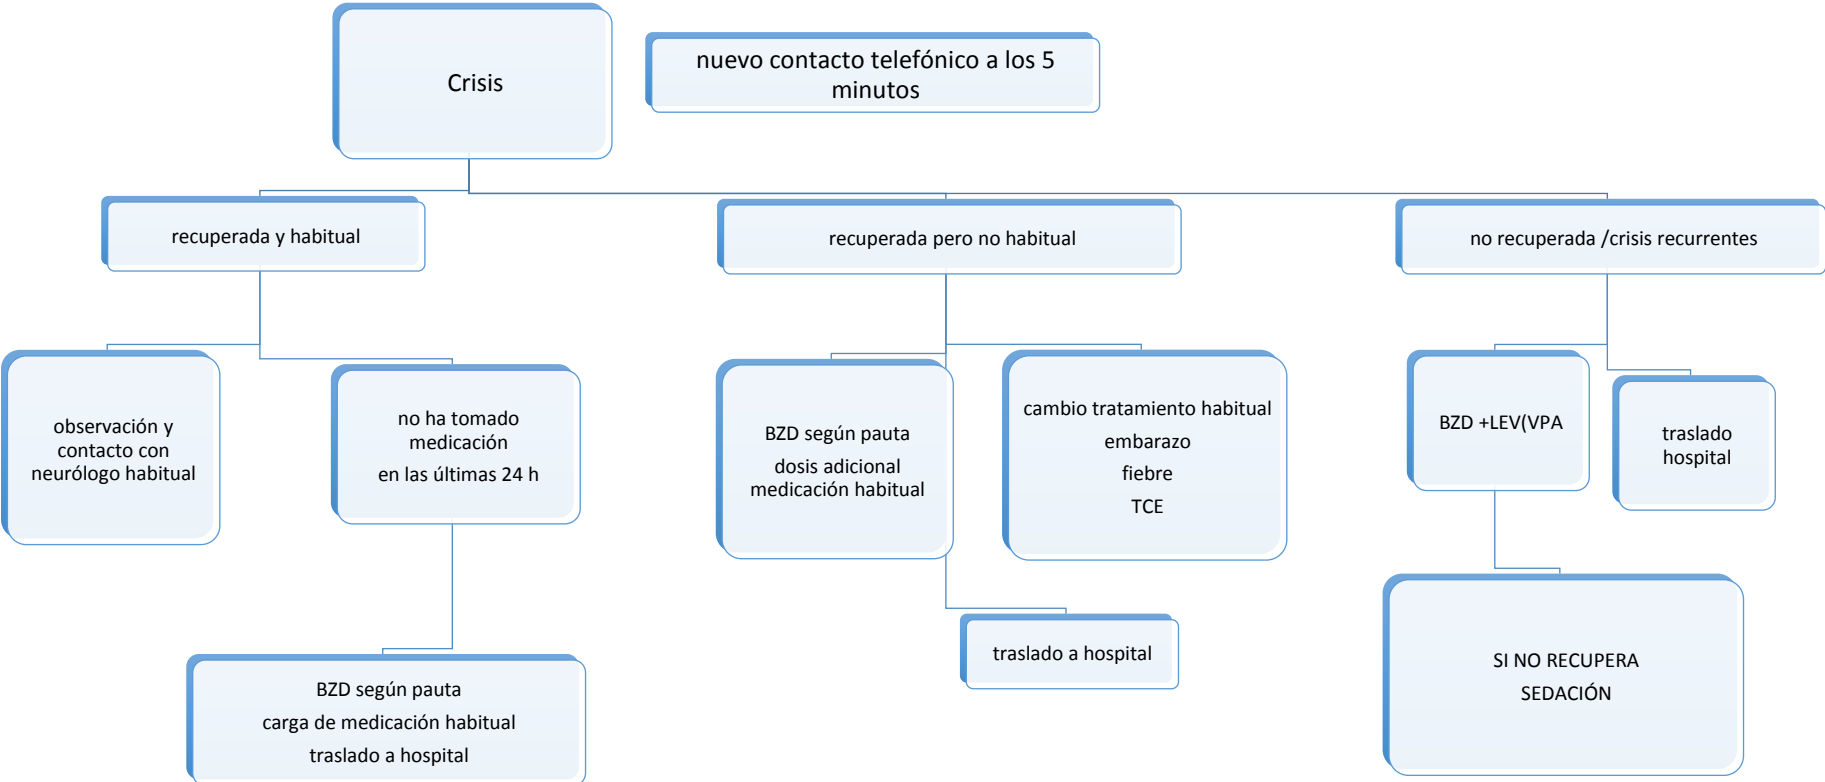 Crisis
nuevo contacto telefónico a los 5
minutos
recuperada y habitual
recuperada pero no habitual
no recuperada /crisis recurrentes
observación y
contacto con
neurólogo habitual
no ha tomado
medicación
en las últimas 24 h
BZD según pauta
dosis adicional
medicación habitual
cambio tratamiento habitual
embarazo
fiebre
TCE
BZD +LEV(VPA
traslado
hospital
traslado a hospital
BZD según pauta
carga de medicación habitual
traslado a hospital
SI NO RECUPERA
SEDACIÓN